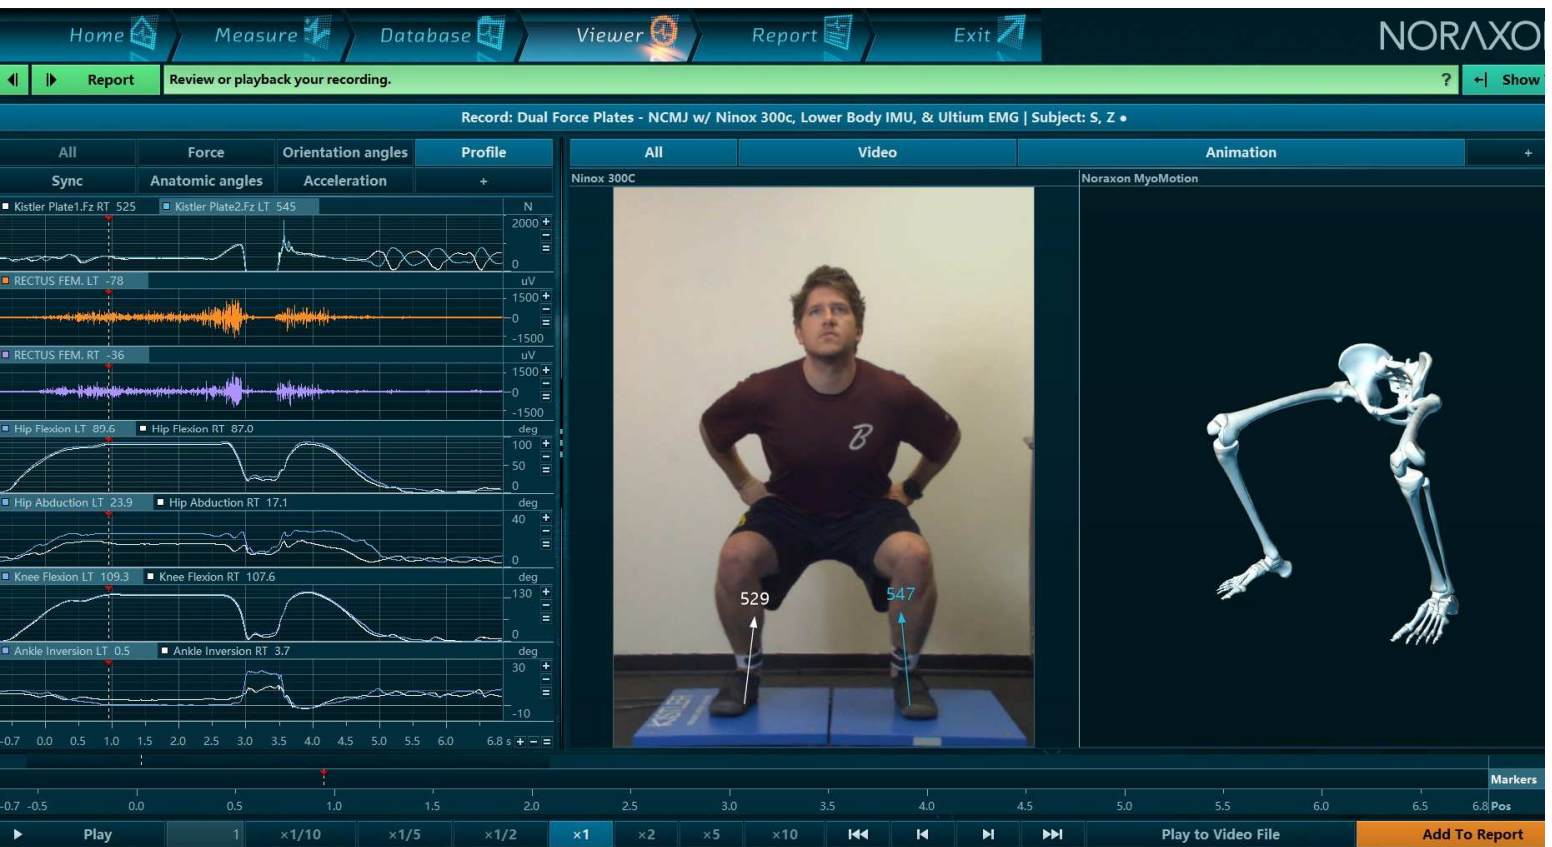 Home Measure Database Viewer Report Exit NORAXON
Report Review or playback your recording. ? Show
Record: Dual Force Plates - NCMJ w/ Ninox 300c, Lower Body IMU, & Ultium EMG | Subject: S, Z •
All Force Orientation angles Profile All Video Animation +
Sync Anatomic angles Acceleration +
Ninox 300C Noraxon MyoMotion
Kistler Plate1.Fz RT 525 Kistler Plate2.Fz LT 545 N
2000 +
-
=
0
RECTUS FEM. LT -78 uV
1500 +
-
0 =
-1500
RECTUS FEM. RT -36 uV
1500 +
-
0 =
-1500
Hip Flexion LT 89.6 Hip Flexion RT 87.0 deg
100 +
-
50 =
0
Hip Abduction LT 23.9 Hip Abduction RT 17.1 deg
40 +
-
=
0
Knee Flexion LT 109.3 Knee Flexion RT 107.6 deg
130 +
-
=
0
Ankle Inversion LT 0.5 Ankle Inversion RT 3.7 deg
30 +
-
=
-10
-0.7 0.0 0.5 1.0 1.5 2.0 2.5 3.0 3.5 4.0 4.5 5.0 5.5 6.0 6.8 s + - =
B
529 547
KISTLER
Markers
-0.7 -0.5 0.0 0.5 1.0 1.5 2.0 2.5 3.0 3.5 4.0 4.5 5.0 5.5 6.0 6.5 6.8 Pos
Play 1 ×1/10 ×1/5 ×1/2 ×1 ×2 ×5 ×10 Play to Video File Add To Report